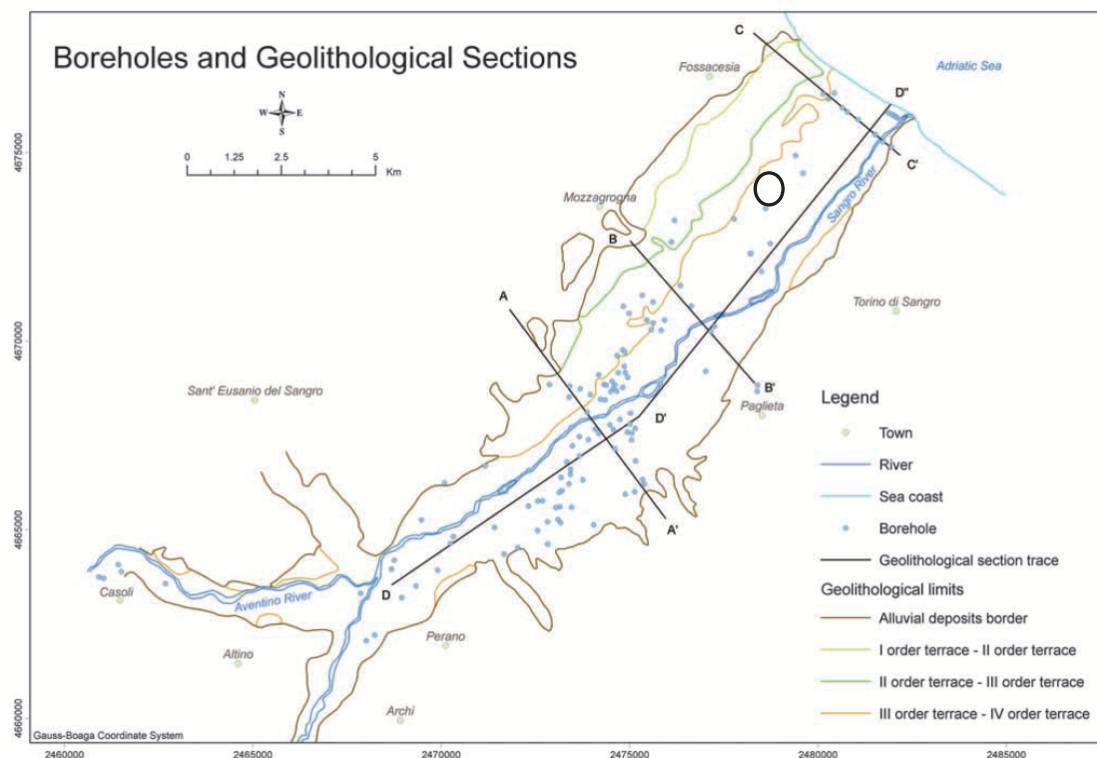 Boreholes and Geolithological Sections
N
W E
S
0 1.25 2.5 5
Km
C
Fossacesia
Adriatic Sea
D"
C'
Sangro River
Mozzagrogna
B
A
Torino di Sangro
Sant' Eusanio del Sangro
B'
Paglieta
D'
A'
D
Casoli
Aventino River
Altino
Perano
Archi
Legend
Town
River
Sea coast
Borehole
Geolithological section trace
Geolithological limits
Alluvial deposits border
I order terrace - II order terrace
II order terrace - III order terrace
III order terrace - IV order terrace
Gauss-Boaga Coordinate System
4675000
4670000
4665000
4660000
2460000 2465000 2470000 2475000 2480000 2485000